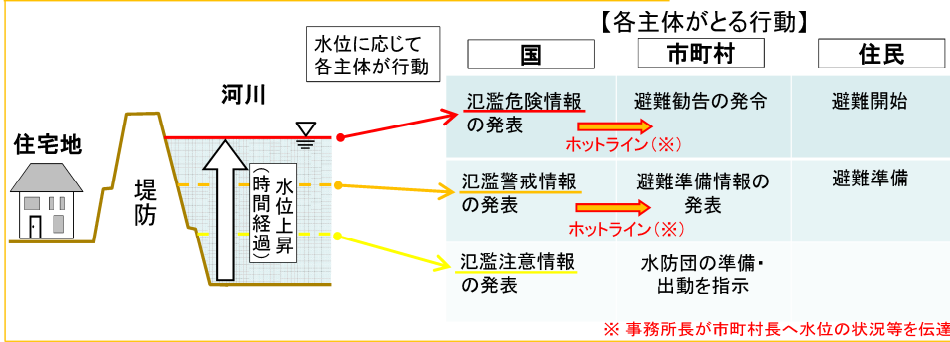 【各主体がとる行動】
水位に応じて
各主体が行動
国
市町村
住民
河川
住宅地
堤防
水位上昇
（時間経過）
氾濫危険情報
の発表
避難勧告の発令
避難開始
ホットライン（※）
氾濫警戒情報
の発表
避難準備情報の
発表
避難準備
ホットライン（※）
氾濫注意情報
の発表
水防団の準備・
出動を指示
※ 事務所長が市町村長へ水位の状況等を伝達